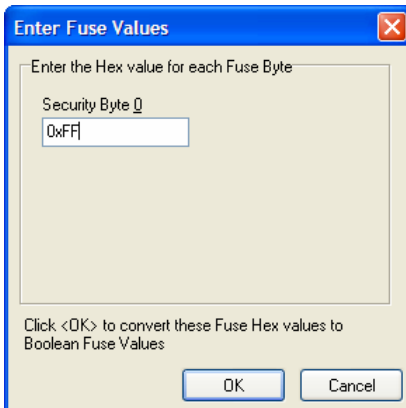 Enter Fuse Values
Enter the Hex value for each Fuse Byte
Security Byte 0
0xFF
Click <OK> to convert these Fuse Hex values to
Boolean Fuse Values
OK Cancel